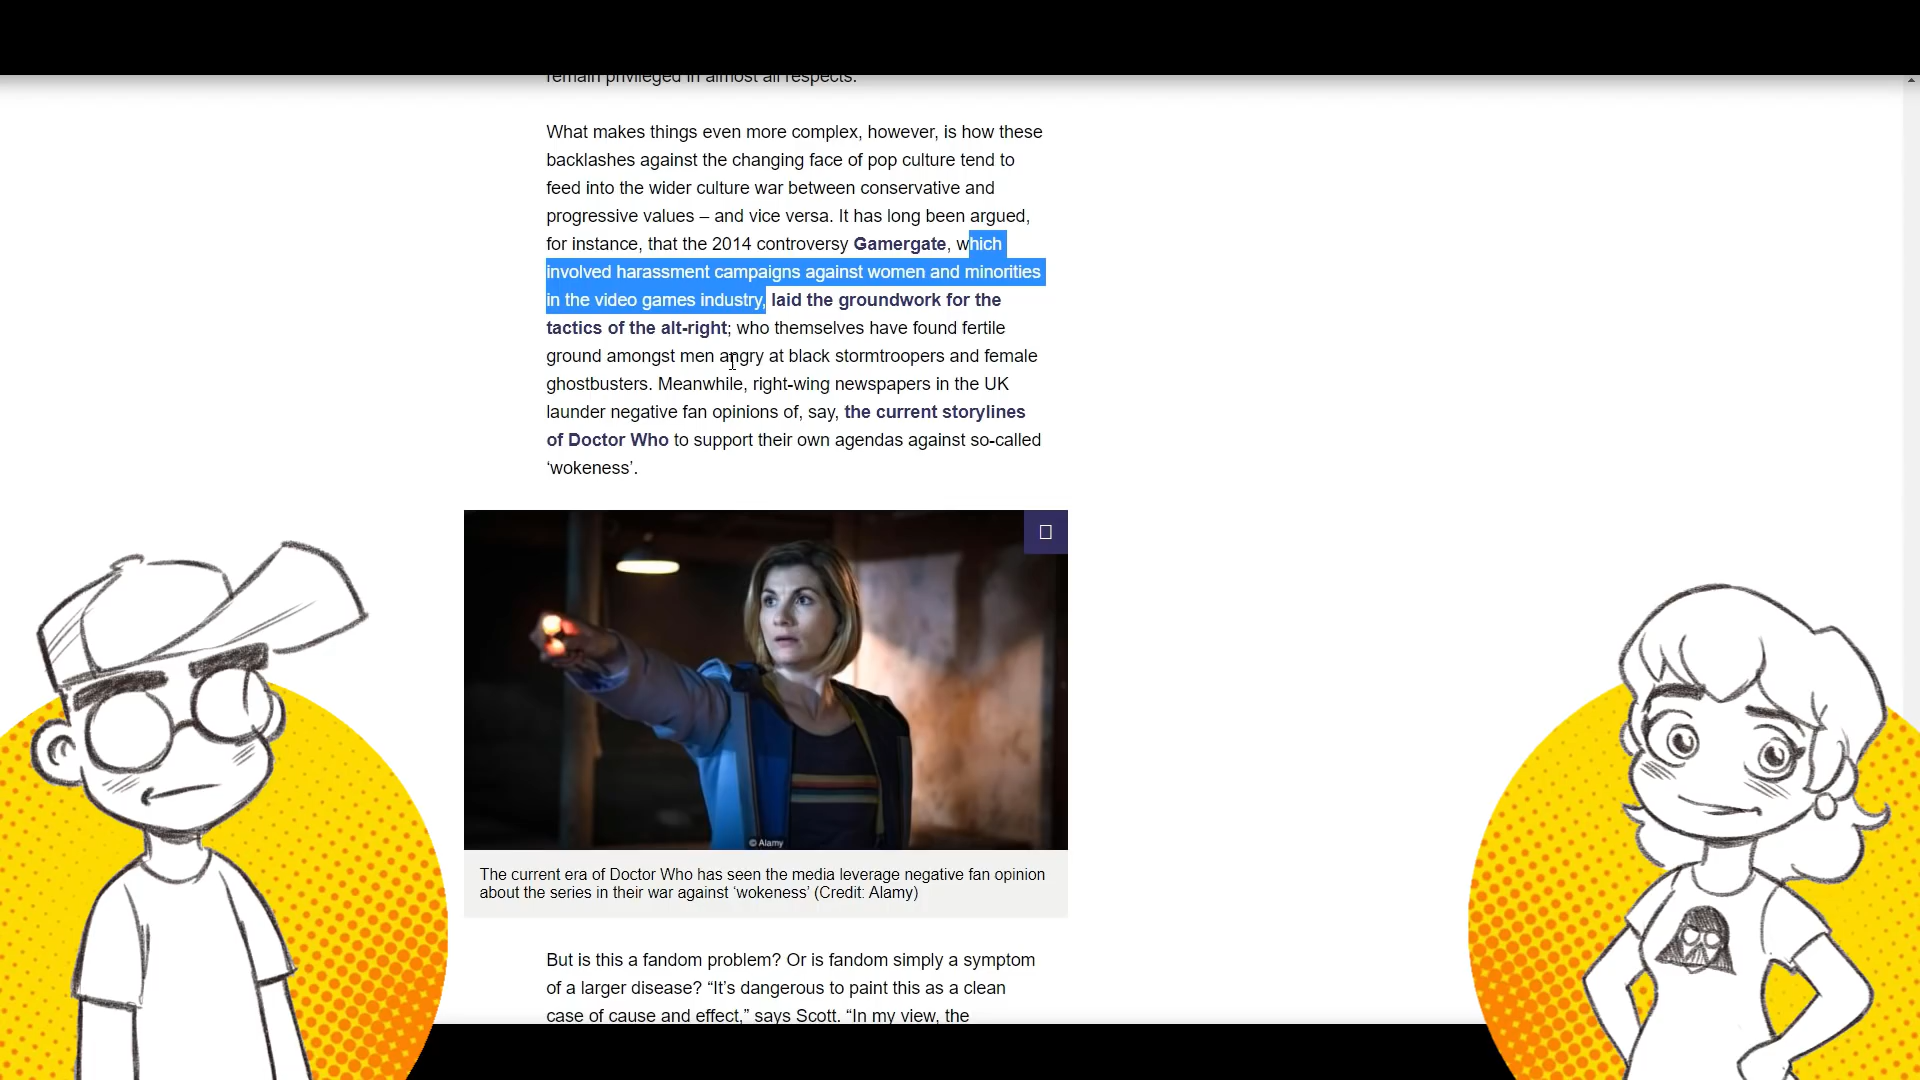 remain privileged in almost all respects.
What makes things even more complex, however, is how these
backlashes against the changing face of pop culture tend to
feed into the wider culture war between conservative and
progressive values – and vice versa. It has long been argued,
for instance, that the 2014 controversy Gamergate, which
involved harassment campaigns against women and minorities
in the video games industry, laid the groundwork for the
tactics of the alt-right; who themselves have found fertile
ground amongst men angry at black stormtroopers and female
ghostbusters. Meanwhile, right-wing newspapers in the UK
launder negative fan opinions of, say, the current storylines
of Doctor Who to support their own agendas against so-called
‘wokeness’.
© Alamy
The current era of Doctor Who has seen the media leverage negative fan opinion
about the series in their war against ‘wokeness’ (Credit: Alamy)
But is this a fandom problem? Or is fandom simply a symptom
of a larger disease? “It’s dangerous to paint this as a clean
case of cause and effect,” says Scott. “In my view, the